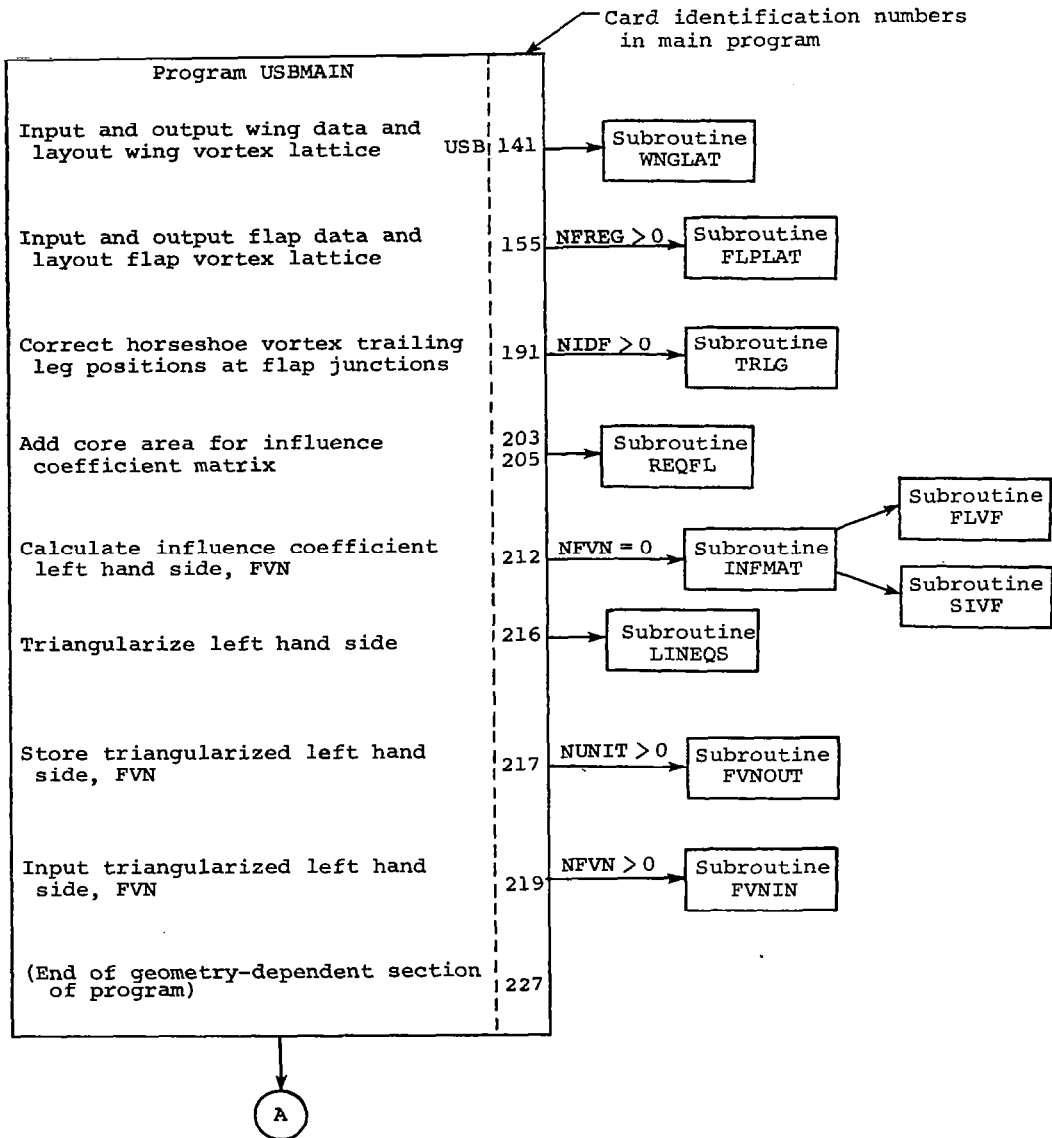 Card identification numbers
in main program
Program USBMAIN
Input and output wing data and
layout wing vortex lattice
USB 141
Subroutine
WNGLAT
Input and output flap data and
layout flap vortex lattice
155
NFREG > 0
Subroutine
FLPLAT
Correct horseshoe vortex trailing
leg positions at flap junctions
191
NIDF > 0
Subroutine
TRLG
Add core area for influence
coefficient matrix
203
205
Subroutine
REQFL
Calculate influence coefficient
left hand side, FVN
212
NFVN = 0
Subroutine
INFMAT
Subroutine
FLVF
Subroutine
SIVF
Triangularize left hand side
216
Subroutine
LINEQS
Store triangularized left hand
side, FVN
217
NUNIT > 0
Subroutine
FVNOUT
Input triangularized left hand
side, FVN
219
NFVN > 0
Subroutine
FVNIN
(End of geometry-dependent section
of program)
227
A